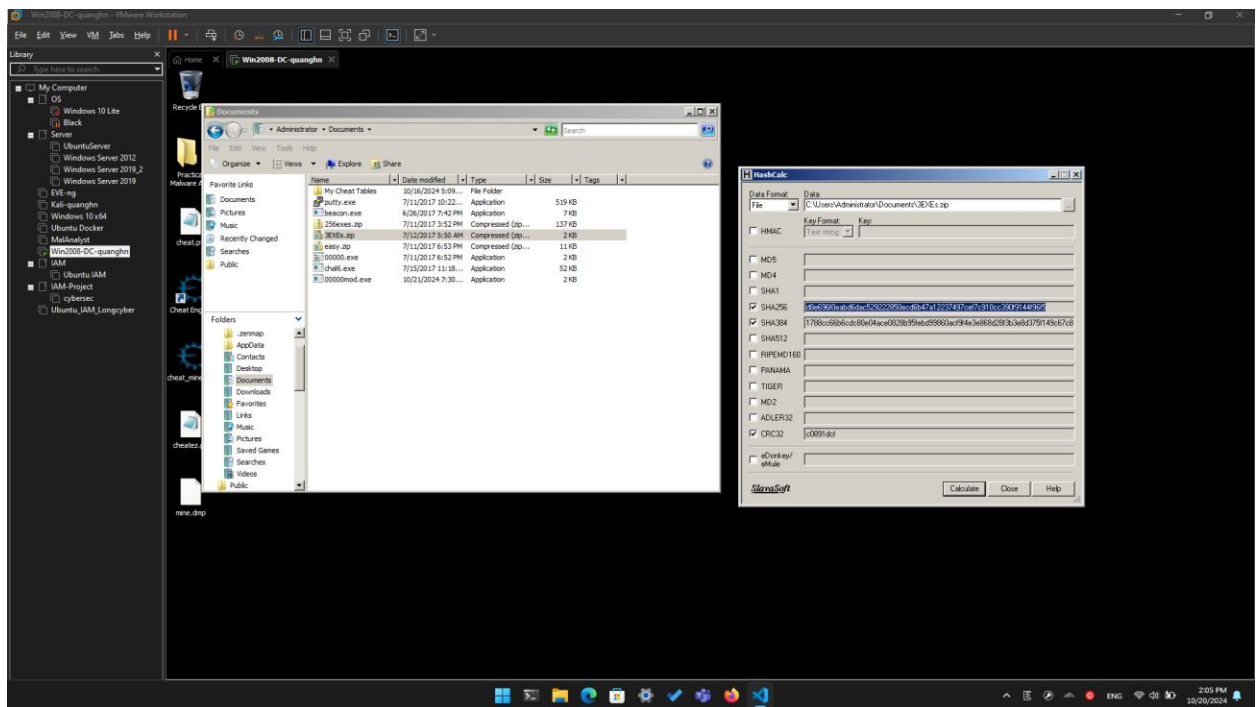 Win2008-DC-quanghn - VMware Workstation
File Edit View VM Tabs Help
Library
Type here to search
My Computer
OS
Windows 10 Lite
Black
Server
UbuntuServer
Windows Server 2012
Windows Server 2019_2
Windows Server 2019
EVE-ng
Kali-quanghn
Windows 10 x64
Ubuntu Docker
MalAnalyst
Win2008-DC-quanghn
IAM
Ubuntu IAM
IAM-Project
cybersec
Ubuntu_IAM_Longcyber
Home
Win2008-DC-quanghn
Recycle
Practica
Malware A
cheat.p
Cheat Eng
cheat_mine
cheatez.
mine.dmp
Documents
Administrator Documents
Search
File Edit View Tools Help
Organize Views Explore Share
Favorite Links
Documents
Pictures
Music
Recently Changed
Searches
Public
Folders
.zenmap
AppData
Contacts
Desktop
Documents
Downloads
Favorites
Links
Music
Pictures
Saved Games
Searches
Videos
Public
Name Date modified Type Size Tags
My Cheat Tables 10/16/2024 5:09... File Folder
putty.exe 7/11/2017 10:22... Application 519 KB
beacon.exe 6/26/2017 7:42 PM Application 7 KB
256exes.zip 7/11/2017 3:52 PM Compressed (zip... 137 KB
3EXEs.zip 7/12/2017 5:50 AM Compressed (zip... 2 KB
easy.zip 7/11/2017 6:53 PM Compressed (zip... 11 KB
00000.exe 7/11/2017 6:52 PM Application 2 KB
chal6.exe 7/15/2017 11:18... Application 52 KB
00000mod.exe 10/21/2024 7:30... Application 2 KB
HashCalc
Data Format: Data:
File C:\Users\Administrator\Documents\3EXEs.zip ...
Key Format: Key:
HMAC Text string
MD5
MD4
SHA1
SHA256
SHA384
SHA512
RIPEMD160
PANAMA
TIGER
MD2
ADLER32
CRC32 c0891dcf
eDonkey/
eMule
SlavaSoft Calculate Close Help
ENG
2:05 PM
10/20/2024